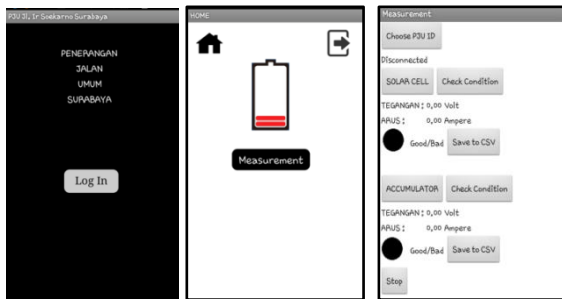 PJU Jl. Ir Soekarno Surabaya
PENERANGAN
JALAN
UMUM
SURABAYA
Log In
HOME
Measurement
Measurement
Choose PJU ID
Disconnected
SOLAR CELL Check Condition
TEGANGAN : 0,00 Volt
ARUS : 0,00 Ampere
Good/Bad Save to CSV
ACCUMULATOR Check Condition
TEGANGAN : 0,00 Volt
ARUS : 0,00 Ampere
Good/Bad Save to CSV
Stop